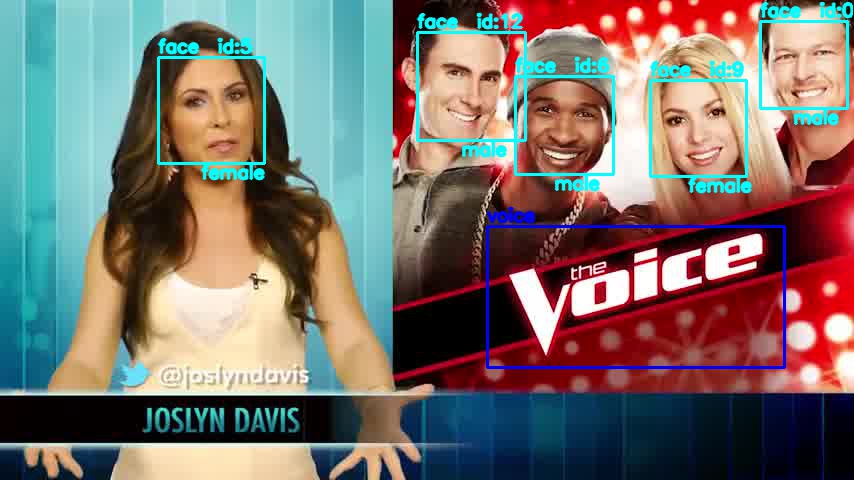 face id:5
female
face id:12
male
face id:6
male
face id:9
female
face id:0
male
voice
the
Voice
@joslyndavis
JOSLYN DAVIS